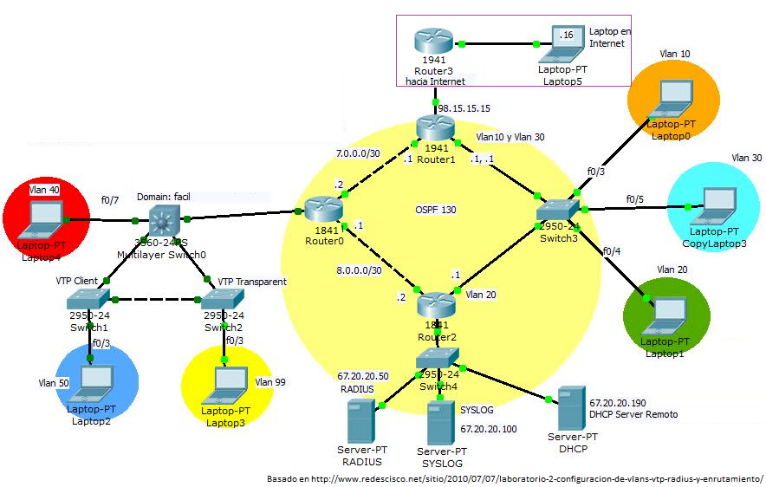 .16
Laptop en
Internet
1941
Router3
hacia Internet
Laptop-PT
Laptop5
98.15.15.15
Vlan 10
Laptop-PT
Laptop0
1941
Router1
Vlan10 y Vlan 30
7.0.0.0/30
.1
.1,.1
f0/3
Vlan 30
f0/5
Laptop-PT
CopyLaptop3
Vlan 40
f0/7
Domain: facil
.2
Laptop-PT
Laptop4
3560-24PS
Multilayer Switch0
1841
Router0
.1
OSPF 130
2950-24
Switch3
f0/4
Vlan 20
8.0.0.0/30
.1
VTP Client
VTP Transparent
.2
Vlan 20
2950-24
Switch1
2950-24
Switch2
1841
Router2
Laptop-PT
Laptop1
f0/3
f0/3
Vlan 50
Laptop-PT
Laptop2
Vlan 99
Laptop-PT
Laptop3
2950-24
Switch4
67.20.20.50
RADIUS
SYSLOG
67.20.20.100
67.20.20.190
DHCP Server Remoto
Server-PT
RADIUS
Server-PT
SYSLOG
Server-PT
DHCP
Basado en http://www.redescisco.net/sitio/2010/07/07/laboratorio-2-configuracion-de-vlans-vtp-radius-y-enrutamiento/